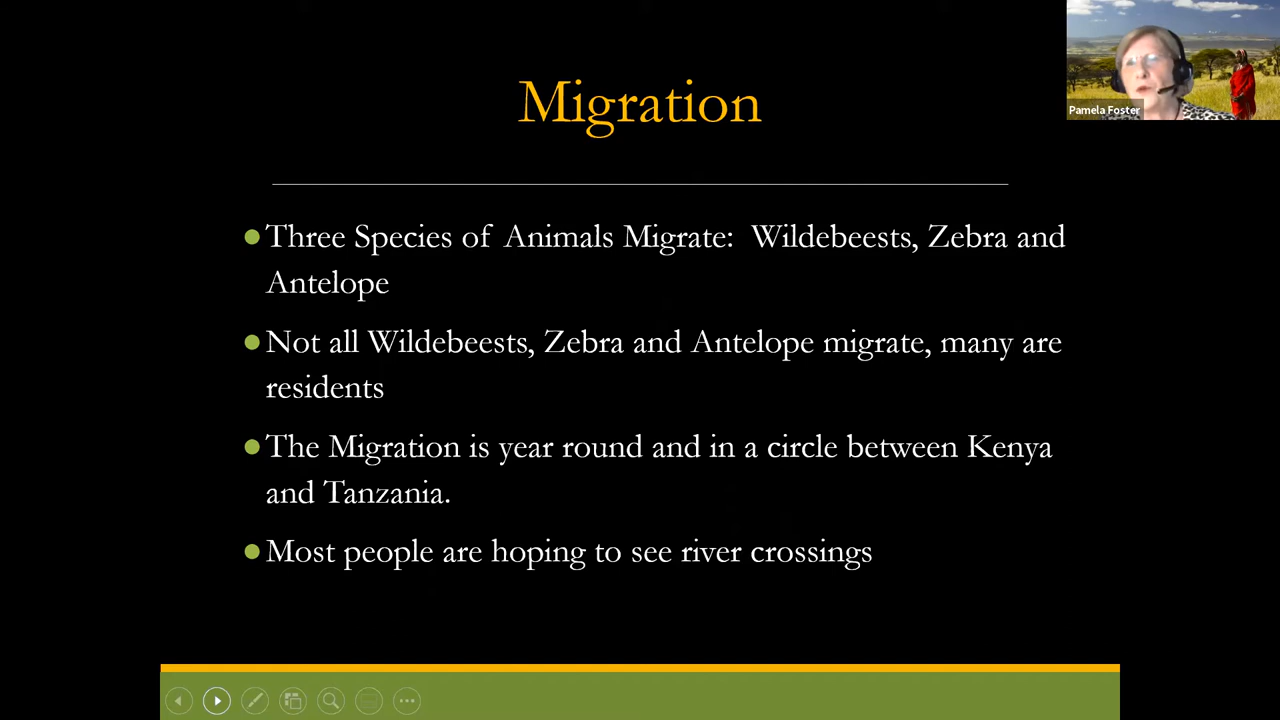 Migration
Pamela Foster
Three Species of Animals Migrate: Wildebeests, Zebra and
Antelope
Not all Wildebeests, Zebra and Antelope migrate, many are
residents
The Migration is year round and in a circle between Kenya
and Tanzania.
Most people are hoping to see river crossings